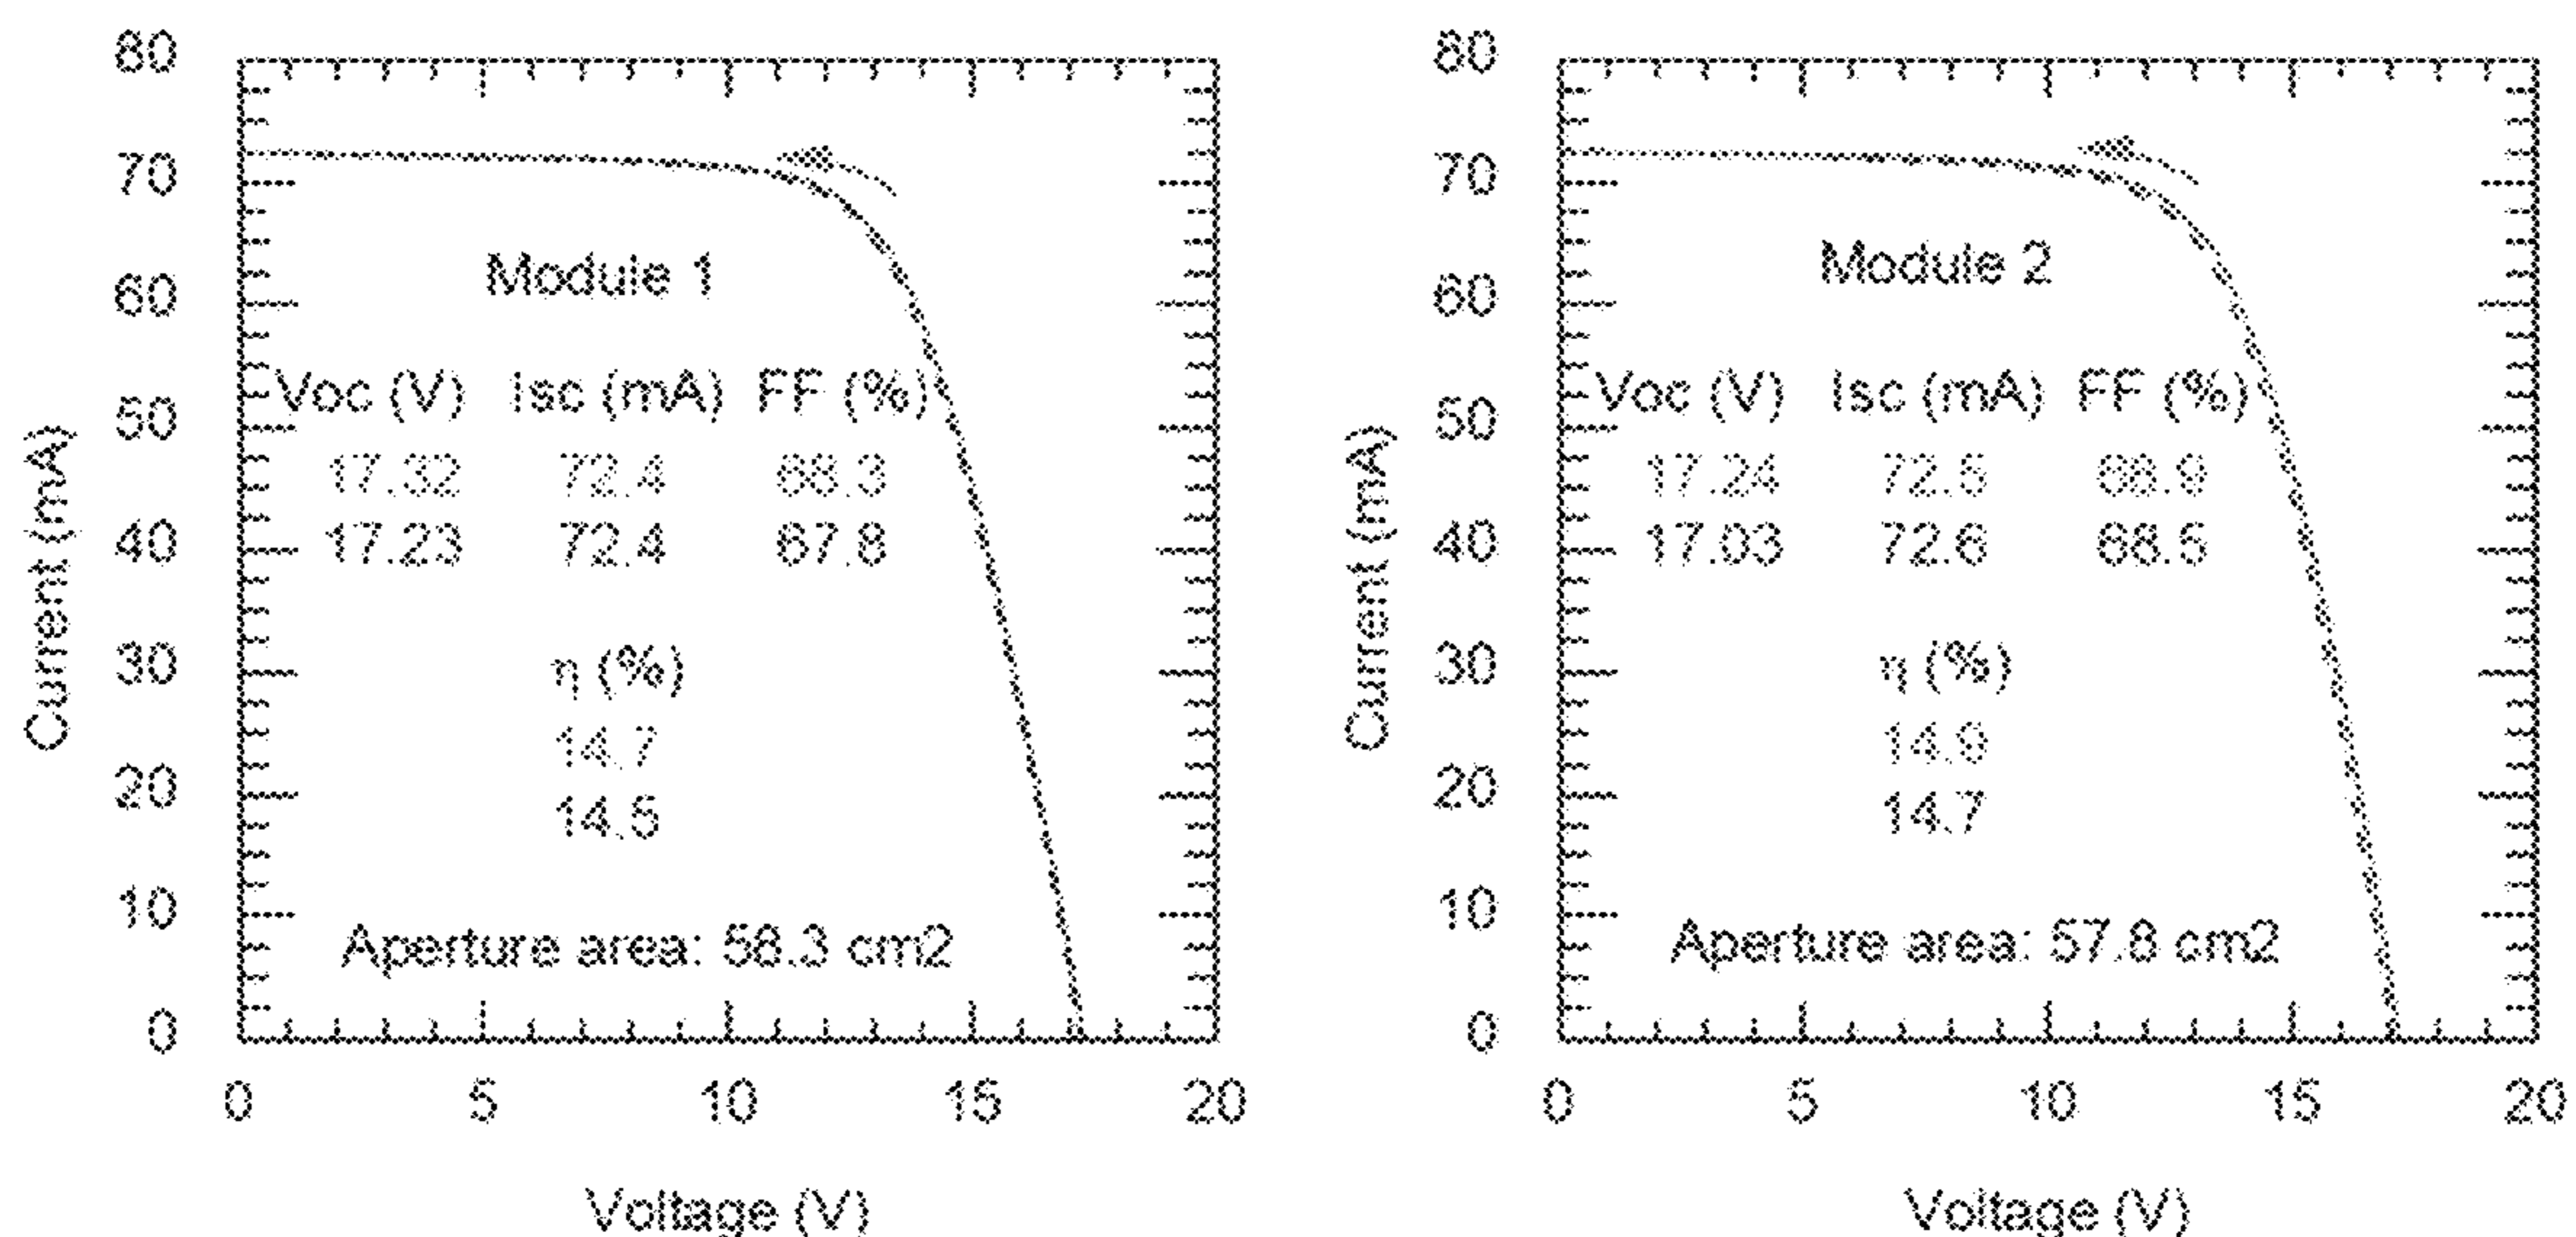 80
70
60
50
40
30
20
10
0
Current (mA)
Module 1
Voc (V) Isc (mA) FF (%)
17.32 72.4 68.3
17.23 72.4 67.8
η (%)
14.7
14.5
Aperture area: 58.3 cm2
0 5 10 15 20
Voltage (V)
80
70
60
50
40
30
20
10
0
Current (mA)
Module 2
Voc (V) Isc (mA) FF (%)
17.24 72.5 68.9
17.03 72.6 68.5
η (%)
14.9
14.7
Aperture area: 57.8 cm2
0 5 10 15 20
Voltage (V)